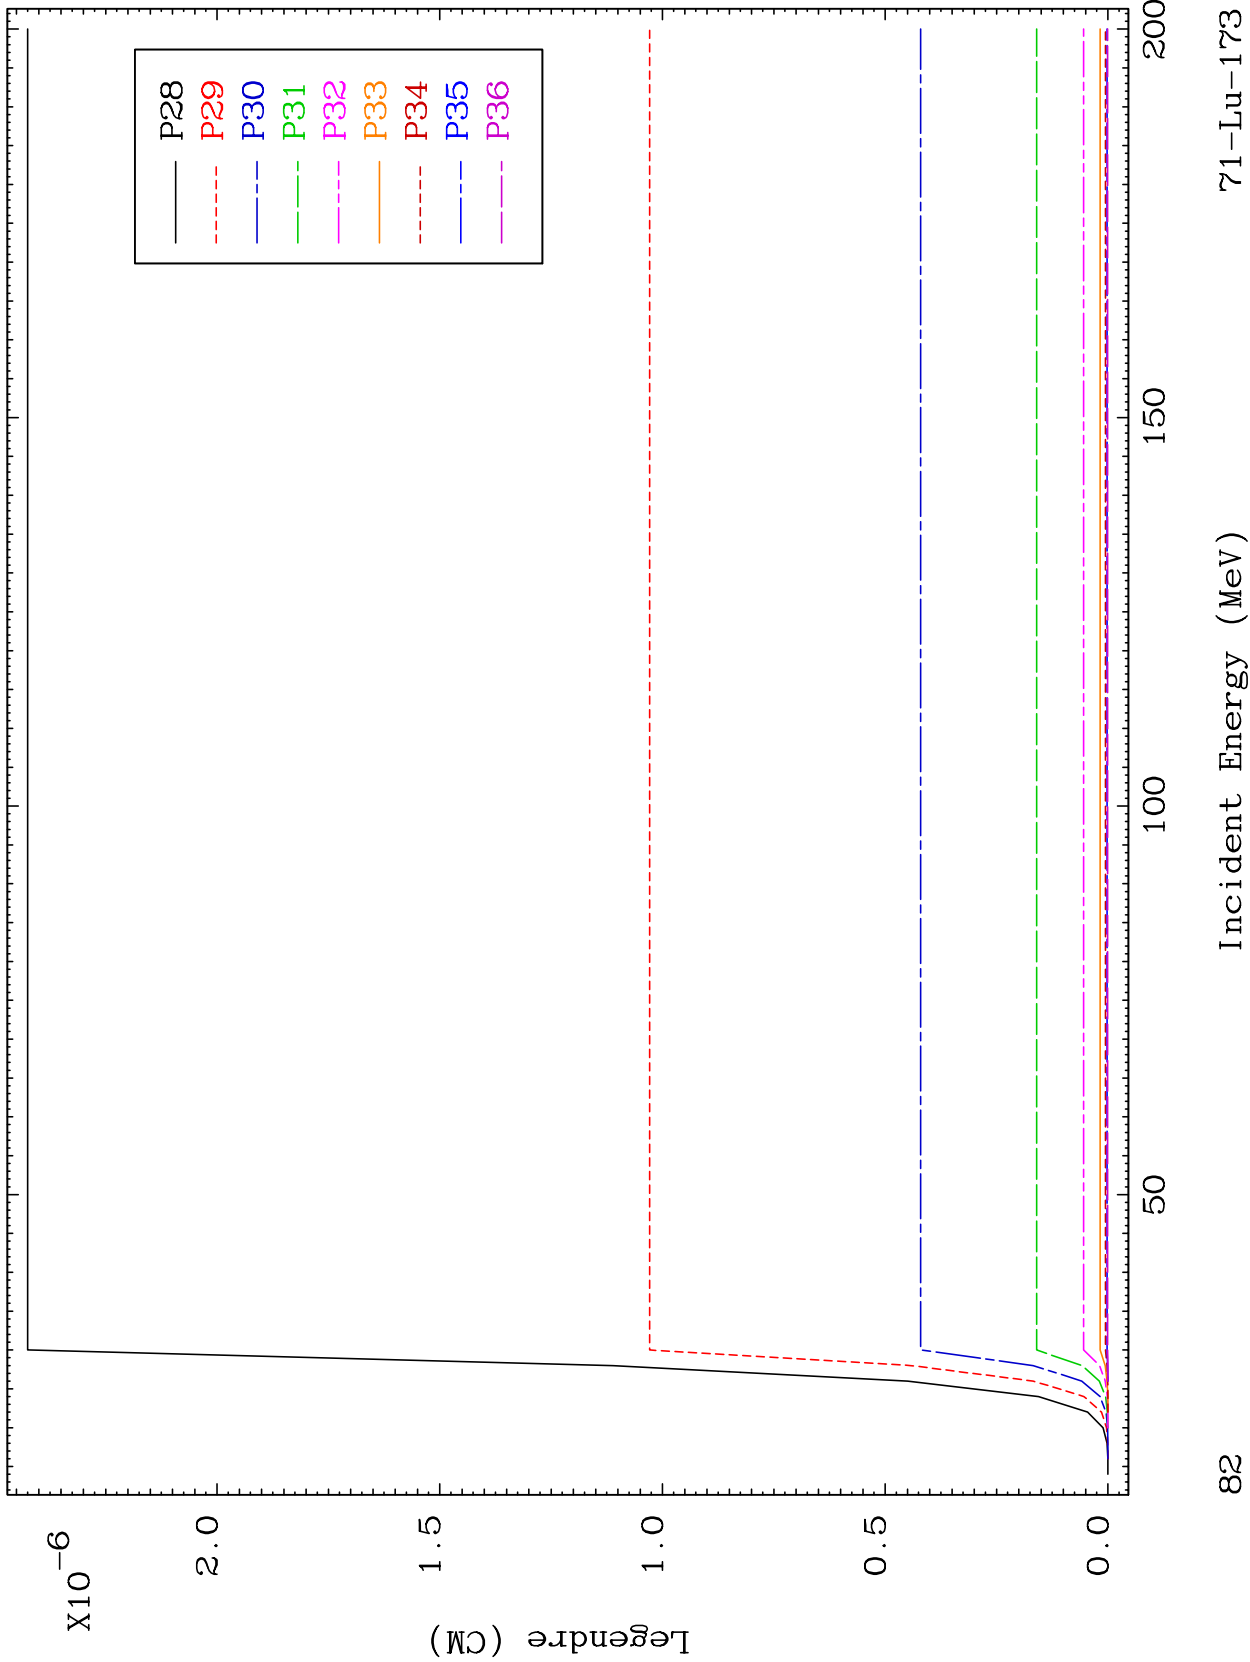 X10-6
2.0
1.5
1.0
0.5
0.0
Legendre (CM)
P28
P29
P30
P31
P32
P33
P34
P35
P36
50
100
150
200
Incident Energy (MeV)
82
71-Lu-173